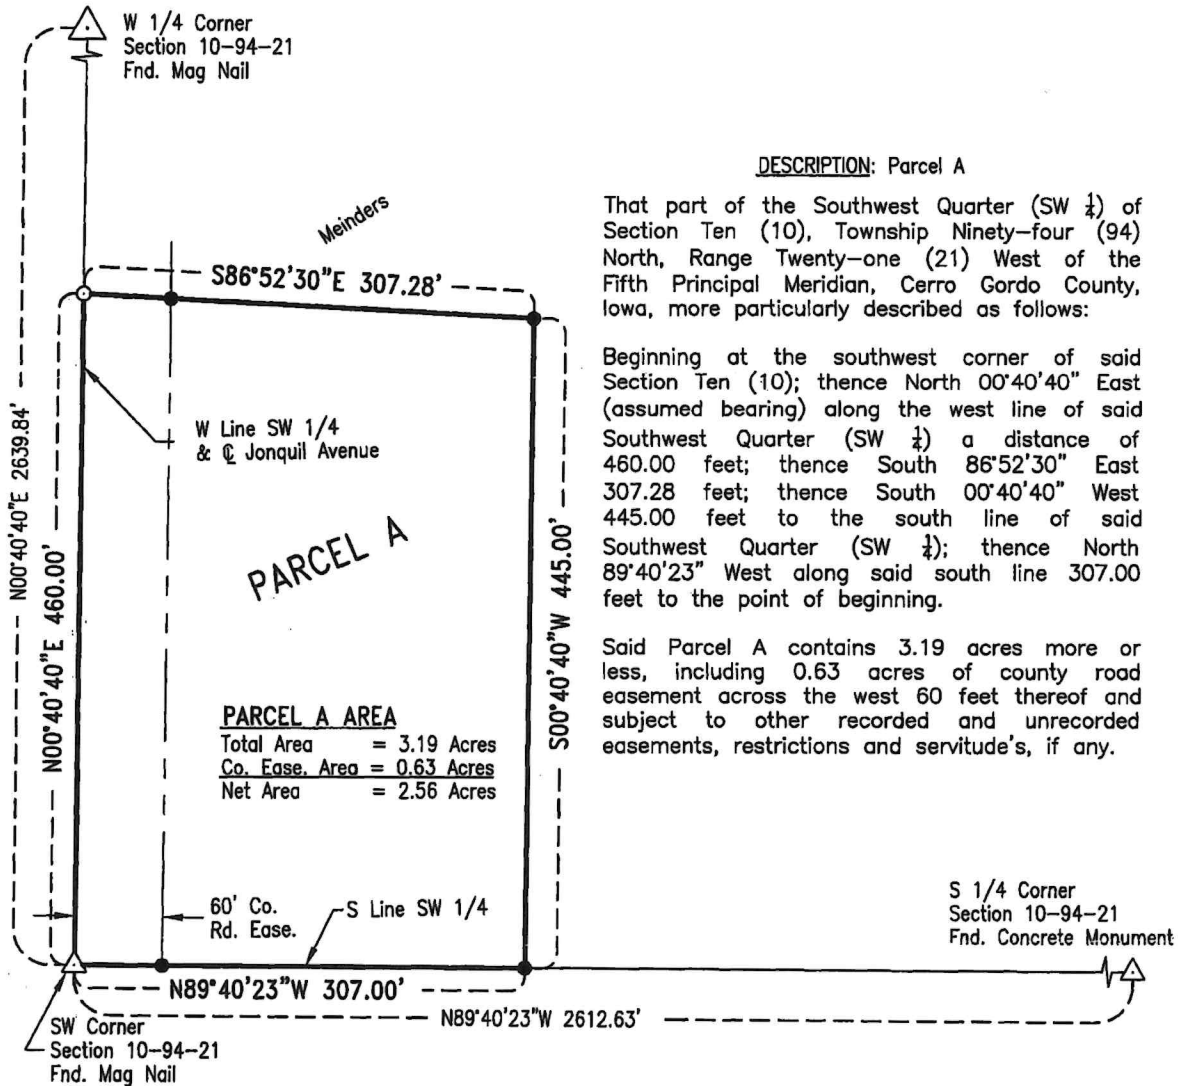 W 1/4 Corner
Section 10-94-21
Fnd. Mag Nail
Meinders
S86°52'30"E 307.28'
N00°40'40"E 2639.84'
N00°40'40"E 460.00'
W Line SW 1/4
& ℄ Jonquil Avenue
PARCEL A
S00°40'40"W 445.00'
PARCEL A AREA
Total Area = 3.19 Acres
Co. Ease. Area = 0.63 Acres
Net Area = 2.56 Acres
60' Co.
Rd. Ease.
S Line SW 1/4
N89°40'23"W 307.00'
N89°40'23"W 2612.63'
SW Corner
Section 10-94-21
Fnd. Mag Nail
S 1/4 Corner
Section 10-94-21
Fnd. Concrete Monument
DESCRIPTION: Parcel A
That part of the Southwest Quarter (SW ¼) of
Section Ten (10), Township Ninety-four (94)
North, Range Twenty-one (21) West of the
Fifth Principal Meridian, Cerro Gordo County,
Iowa, more particularly described as follows:
Beginning at the southwest corner of said
Section Ten (10); thence North 00°40'40" East
(assumed bearing) along the west line of said
Southwest Quarter (SW ¼) a distance of
460.00 feet; thence South 86°52'30" East
307.28 feet; thence South 00°40'40" West
445.00 feet to the south line of said
Southwest Quarter (SW ¼); thence North
89°40'23" West along said south line 307.00
feet to the point of beginning.
Said Parcel A contains 3.19 acres more or
less, including 0.63 acres of county road
easement across the west 60 feet thereof and
subject to other recorded and unrecorded
easements, restrictions and servitude's, if any.